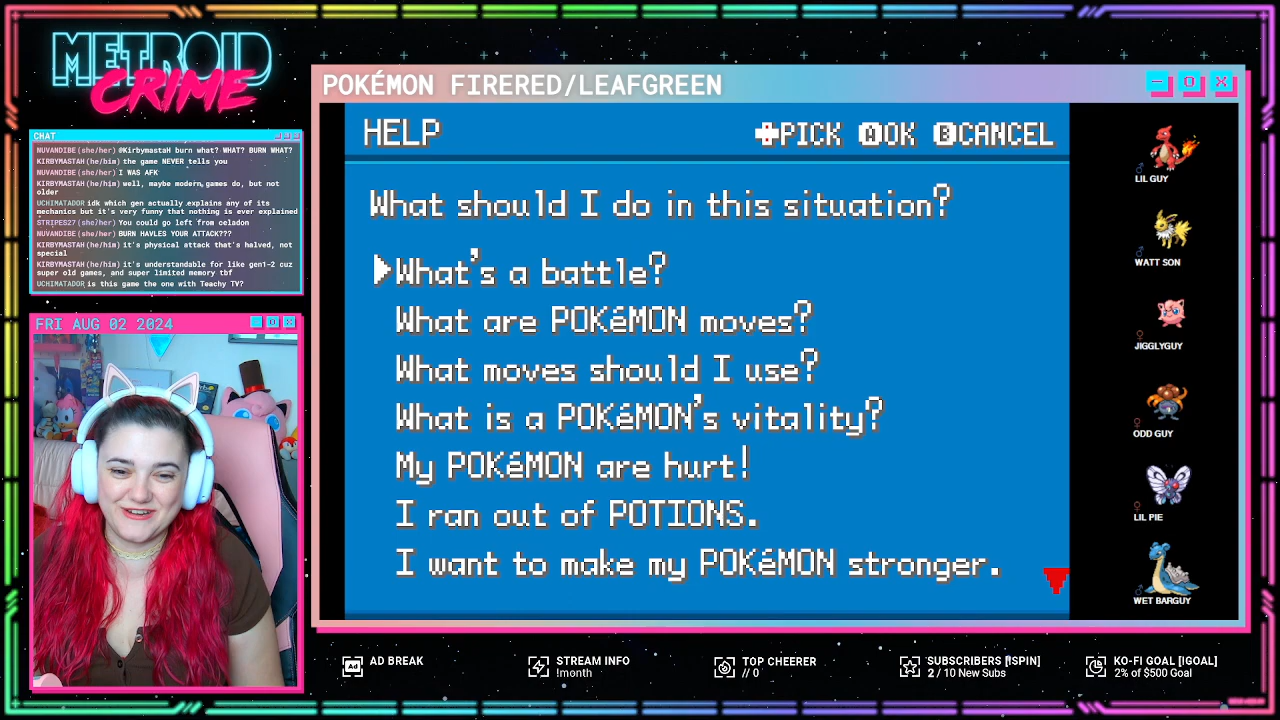 METROID
CRIME
CHAT
NUVANDIBE(she/her) @KirbymastaH burn what? WHAT? BURN WHAT?
KIRBYMASTAH(he/him) the game NEVER tells you
NUVANDIBE(she/her) I WAS AFK
KIRBYMASTAH(he/him) well, maybe modern games do, but not
older
UCHIMATADOR idk which gen actually explains any of its
mechanics but it's very funny that nothing is ever explained
STRIPES27(she/her) You could go left from celadon
NUVANDIBE(she/her) BURN HAVLES YOUR ATTACK???
KIRBYMASTAH(he/him) it's physical attack that's halved, not
special
KIRBYMASTAH(he/him) it's understandable for like gen1-2 cuz
super old games, and super limited memory tbf
UCHIMATADOR is this game the one with Teachy TV?
FRI AUG 02 2024
POKÉMON FIRERED/LEAFGREEN
HELP
PICK A OK B CANCEL
What should I do in this situation?
What's a battle?
What are POKéMON moves?
What moves should I use?
What is a POKéMON's vitality?
My POKéMON are hurt!
I ran out of POTIONS.
I want to make my POKéMON stronger.
LIL GUY
WATT SON
JIGGLYGUY
ODD GUY
LIL PIE
WET BARGUY
Ad
AD BREAK
STREAM INFO
!month
TOP CHEERER
// 0
SUBSCRIBERS [!SPIN]
2 / 10 New Subs
KO-FI GOAL [!GOAL]
2% of $500 Goal